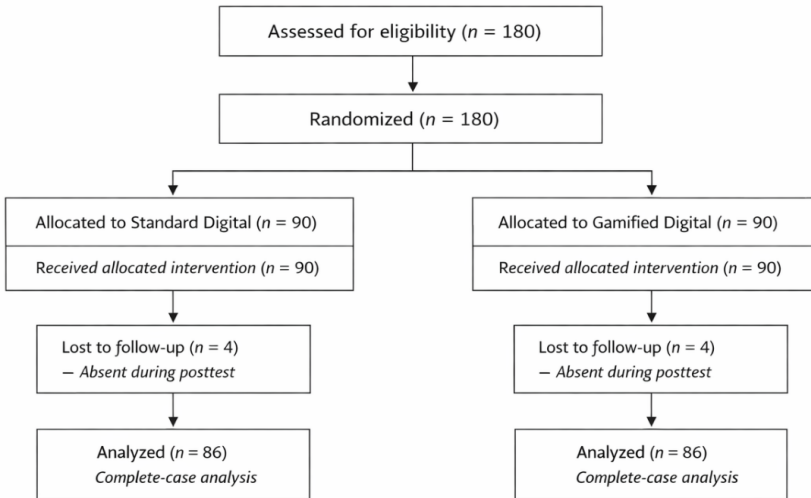 Assessed for eligibility (n = 180)
Randomized (n = 180)
Allocated to Standard Digital (n = 90)
Received allocated intervention (n = 90)
Lost to follow-up (n = 4)
– Absent during posttest
Analyzed (n = 86)
Complete-case analysis
Allocated to Gamified Digital (n = 90)
Received allocated intervention (n = 90)
Lost to follow-up (n = 4)
– Absent during posttest
Analyzed (n = 86)
Complete-case analysis